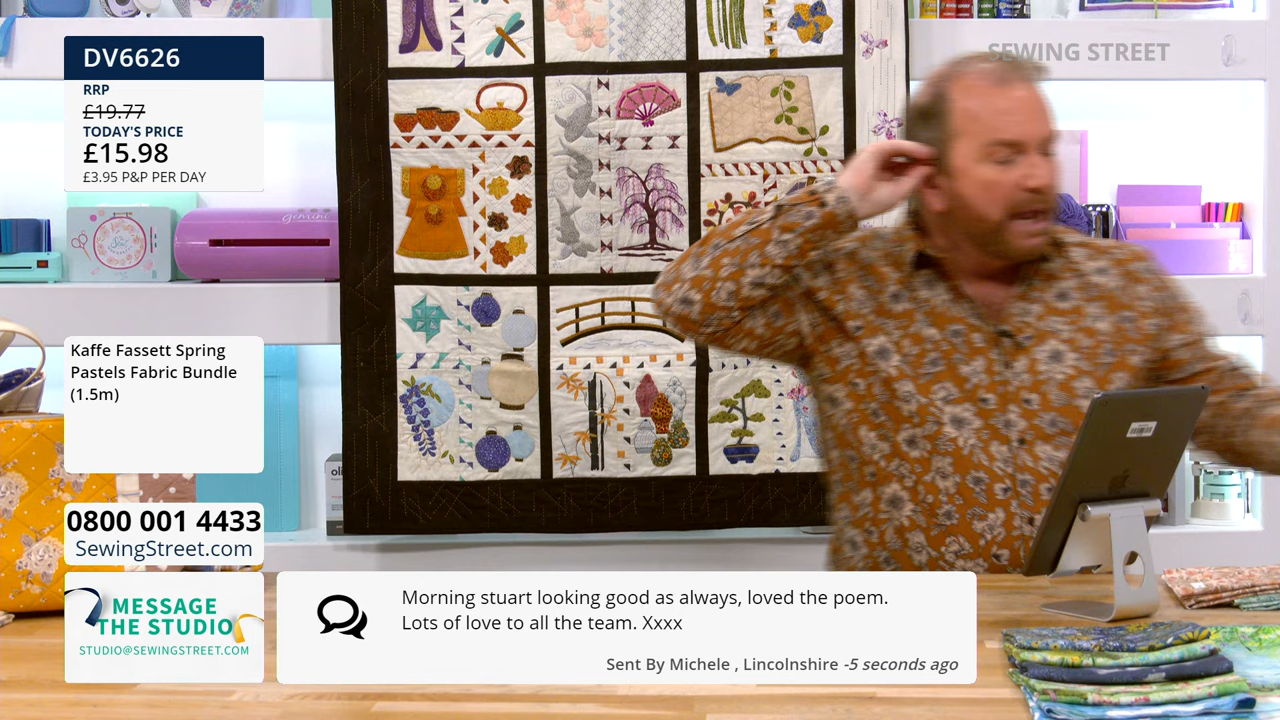 DV6626
RRP
£19.77
TODAY'S PRICE
£15.98
£3.95 P&P PER DAY
SEWING STREET
gemini
Kaffe Fassett Spring
Pastels Fabric Bundle
(1.5m)
0800 001 4433
SewingStreet.com
MESSAGE
THE STUDIO
STUDIO@SEWINGSTREET.COM
Morning stuart looking good as always, loved the poem.
Lots of love to all the team. Xxxx
Sent By Michele , Lincolnshire -5 seconds ago